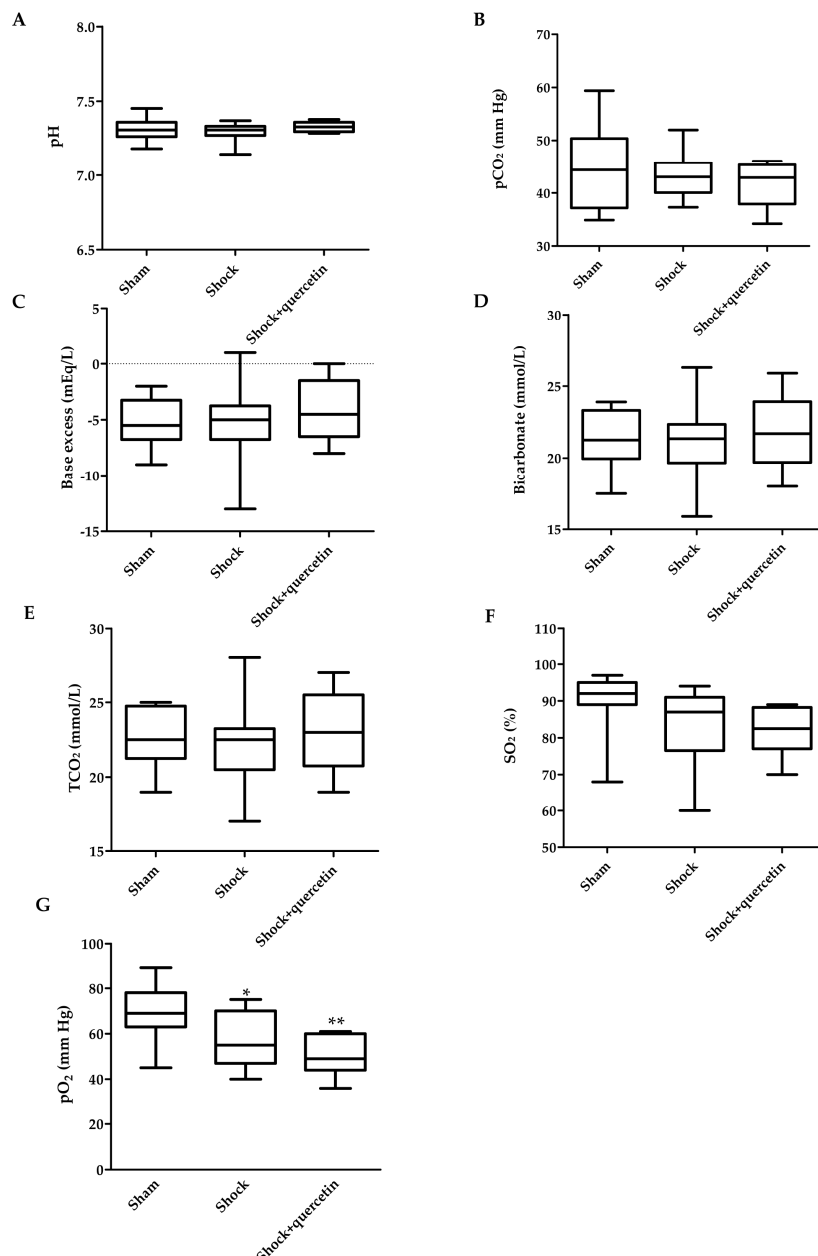 A
8.0
7.5
7.0
6.5
pH
Sham
Shock
Shock+quercetin
B
70
60
50
40
30
pCO₂ (mm Hg)
Sham
Shock
Shock+quercetin
C
5
0
-5
-10
-15
Base excess (mEq/L)
Sham
Shock
Shock+quercetin
D
30
25
20
15
Bicarbonate (mmol/L)
Sham
Shock
Shock+quercetin
E
30
25
20
15
TCO₂ (mmol/L)
Sham
Shock
Shock+quercetin
F
110
100
90
80
70
60
50
SO₂ (%)
Sham
Shock
Shock+quercetin
G
100
80
60
40
20
0
pO₂ (mm Hg)
*
**
Sham
Shock
Shock+quercetin